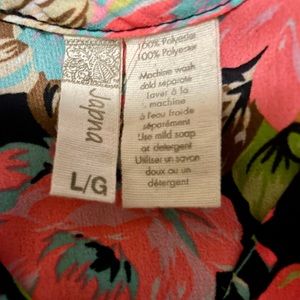 Japna
L/G
100% Polyester
100% Polyester
Machine wash
cold separate
laver à la
machine
à l'eau froide
séparément
Use mild soap
or detergent
Utiliser un savon
doux ou un
détergent